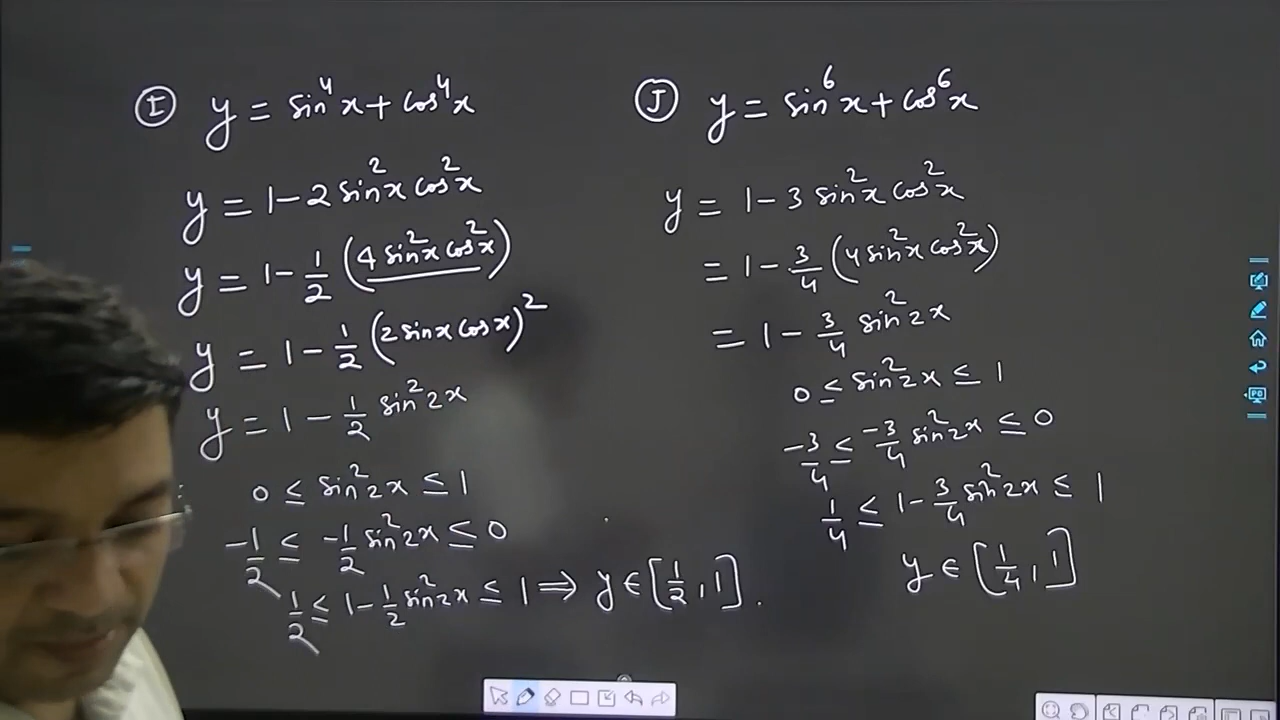 Ⓘ y = sin⁴x + cos⁴x
y = 1 - 2 sin²x cos²x
y = 1 - 1/2 (4 sin²x cos²x)
y = 1 - 1/2 (2 sinx cosx)²
y = 1 - 1/2 sin²2x
0 ≤ sin²2x ≤ 1
-1/2 ≤ -1/2 sin²2x ≤ 0
1/2 ≤ 1 - 1/2 sin²2x ≤ 1 ⇒ y ∈ [1/2, 1].
Ⓙ y = sin⁶x + cos⁶x
y = 1 - 3 sin²x cos²x
= 1 - 3/4 (4 sin²x cos²x)
= 1 - 3/4 sin²2x
0 ≤ sin²2x ≤ 1
-3/4 ≤ -3/4 sin²2x ≤ 0
1/4 ≤ 1 - 3/4 sin²2x ≤ 1
y ∈ [1/4, 1]